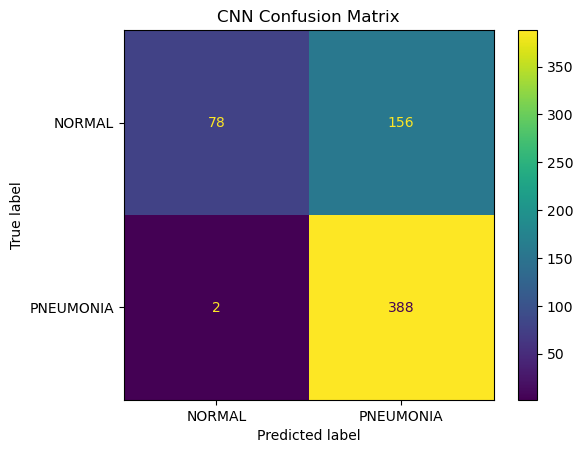 CNN Confusion Matrix
True label
NORMAL
78
156
PNEUMONIA
2
388
NORMAL
PNEUMONIA
Predicted label
350
300
250
200
150
100
50